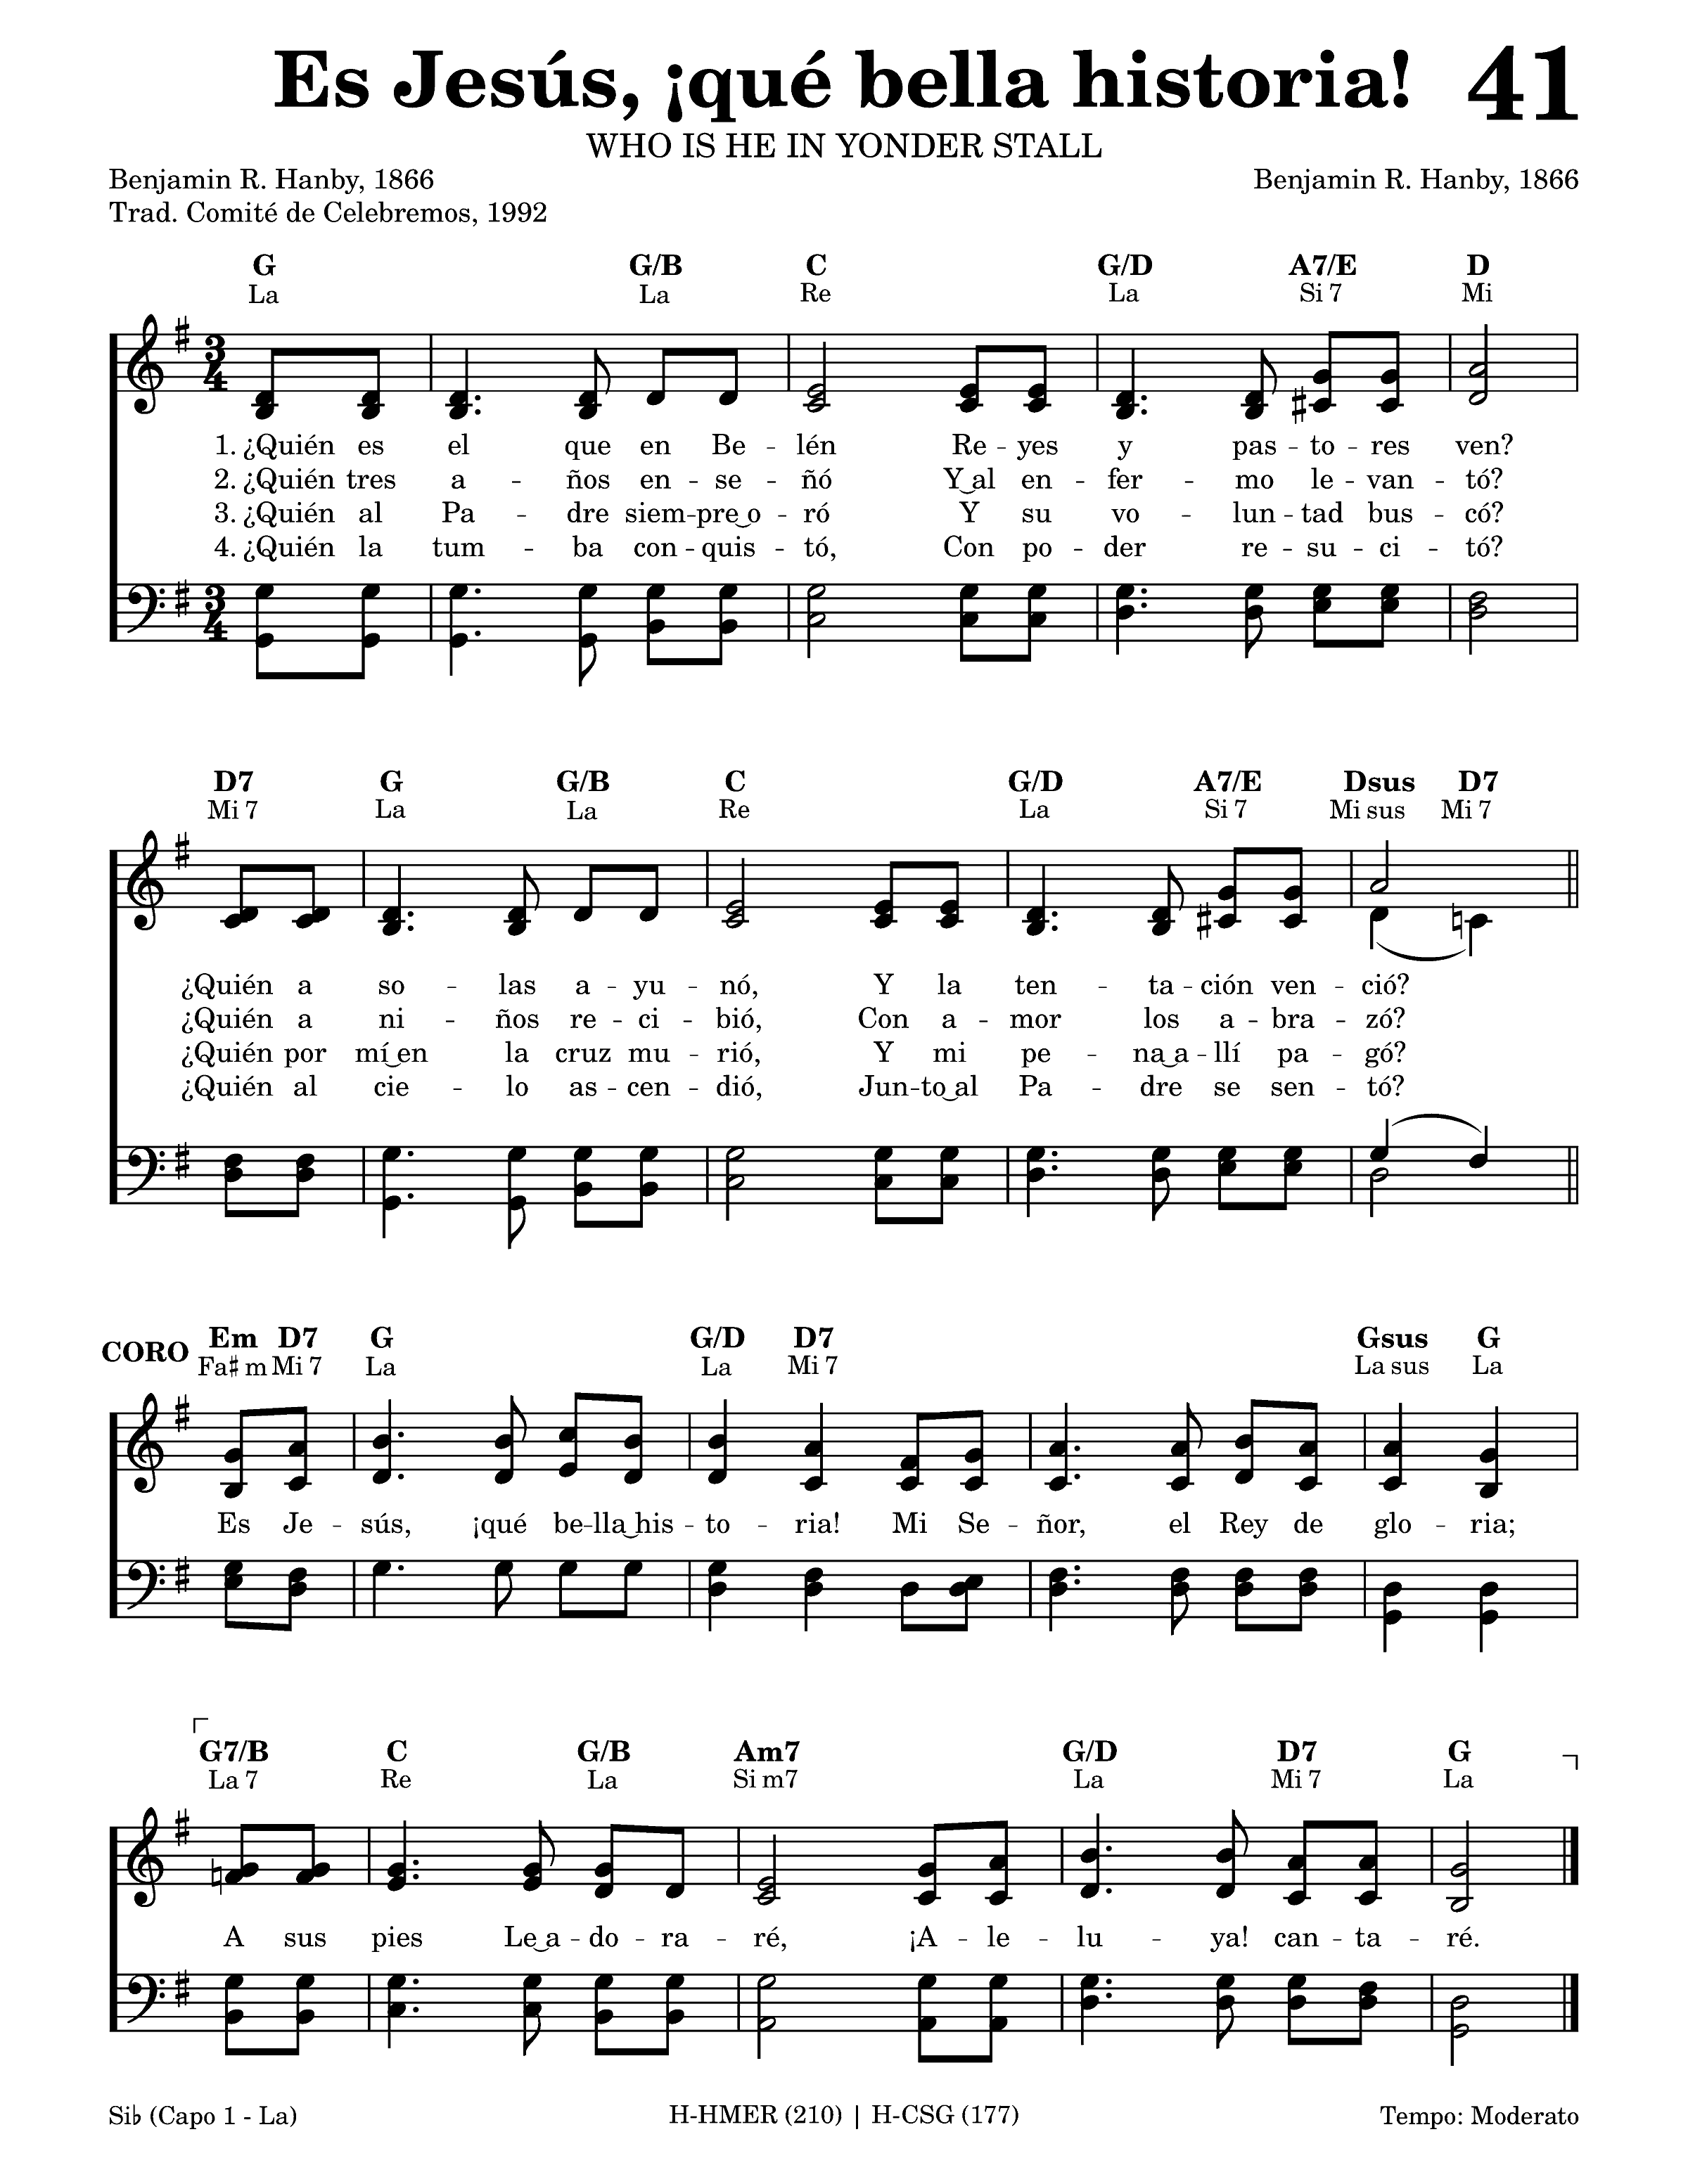 Es Jesús, ¡qué bella historia! 41
WHO IS HE IN YONDER STALL
Benjamin R. Hanby, 1866 Benjamin R. Hanby, 1866
Trad. Comité de Celebremos, 1992
G G/B C G/D A7/E D
La La Re La Si 7 Mi
3 4
1. ¿Quién es el que en Be – lén Re – yes y pas – to – res ven?
2. ¿Quién tres a – ños en – se – ñó Y‿al en – fer – mo le – van – tó?
3. ¿Quién al Pa – dre siem – pre‿o – ró Y su vo – lun – tad bus – có?
4. ¿Quién la tum – ba con – quis – tó, Con po – der re – su – ci – tó?
3 4
D7 G G/B C G/D A7/E Dsus D7
Mi 7 La La Re La Si 7 Mi sus Mi 7
¿Quién a so – las a – yu – nó, Y la ten – ta – ción ven – ció?
¿Quién a ni – ños re – ci – bió, Con a – mor los a – bra – zó?
¿Quién por mí‿en la cruz mu – rió, Y mi pe – na‿a – llí pa – gó?
¿Quién al cie – lo as – cen – dió, Jun – to‿al Pa – dre se sen – tó?
CORO Em D7 G G/D D7 Gsus G
Fa♯ m Mi 7 La La Mi 7 La sus La
Es Je – sús, ¡qué be – lla‿his – to – ria! Mi Se – ñor, el Rey de glo – ria;
G7/B C G/B Am7 G/D D7 G
La 7 Re La Si m7 La Mi 7 La
A sus pies Le‿a – do – ra – ré, ¡A – le – lu – ya! can – ta – ré.
Si♭ (Capo 1 - La) H-HMER (210) | H-CSG (177) Tempo: Moderato